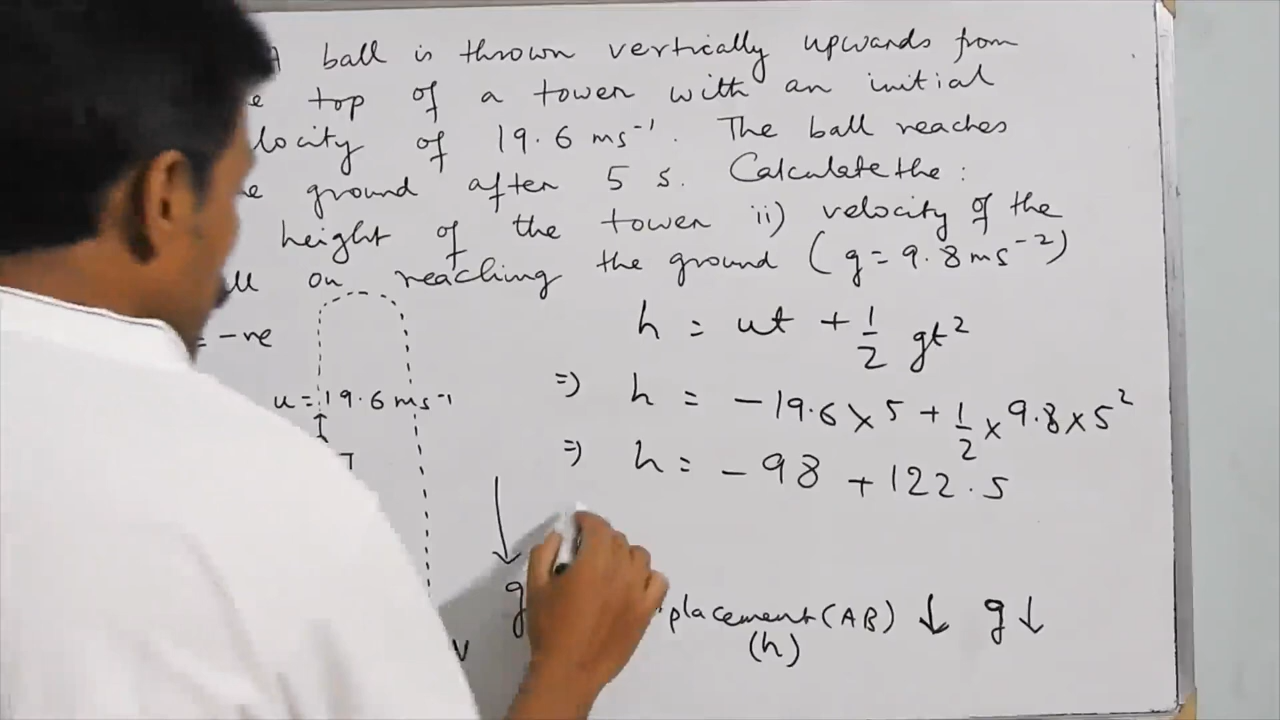 A ball is thrown vertically upwards from
e top of a tower with an initial
locity of 19.6 ms⁻¹. The ball reaches
e ground after 5 s. Calculate the :
height of the tower ii) velocity of the
ll on reaching the ground (g = 9.8 ms⁻²)
= -ve
u = 19.6 ms⁻¹
h = ut + 1/2 gt²
⇒ h = -19.6 × 5 + 1/2 × 9.8 × 5²
⇒ h = -98 + 122.5
g
placement (AB) ↓ g ↓
(h)
v